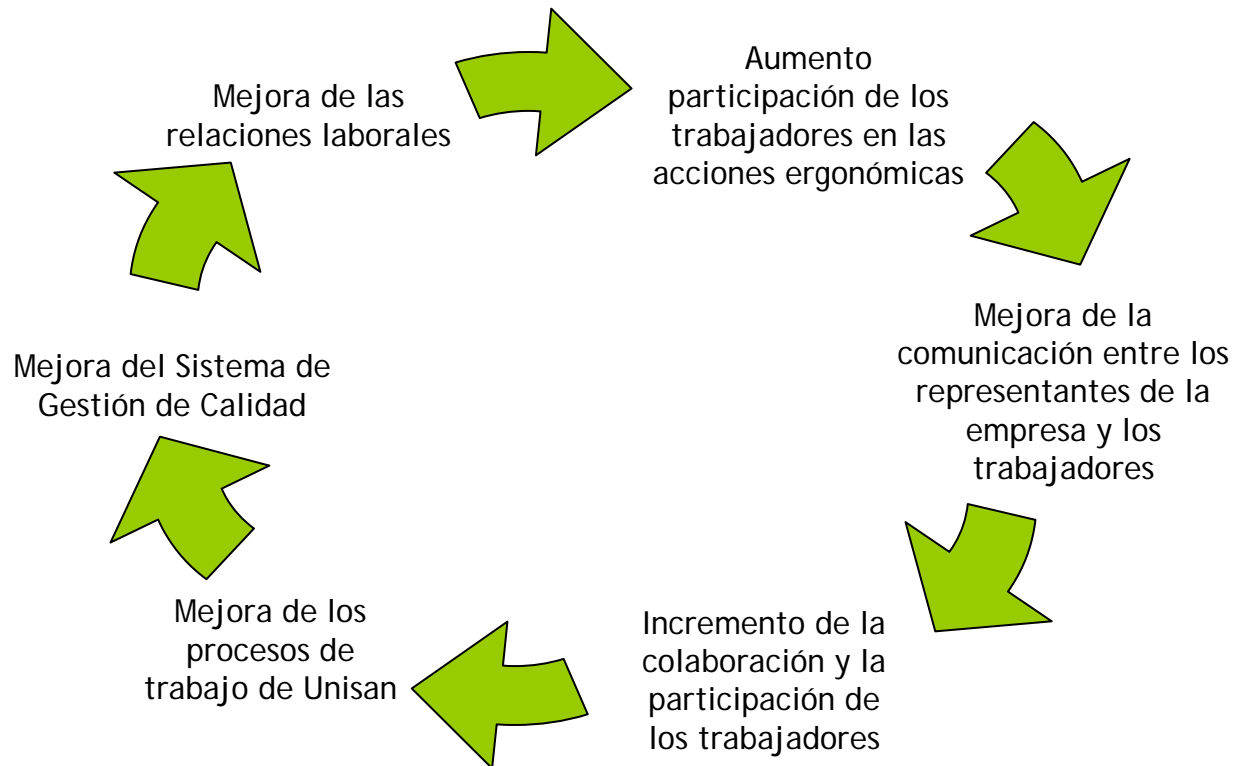 Mejora de las
relaciones laborales
Aumento
participación de los
trabajadores en las
acciones ergonómicas
Mejora de la
comunicación entre los
representantes de la
empresa y los
trabajadores
Incremento de la
colaboración y la
participación de
los trabajadores
Mejora de los
procesos de
trabajo de Unisan
Mejora del Sistema de
Gestión de Calidad